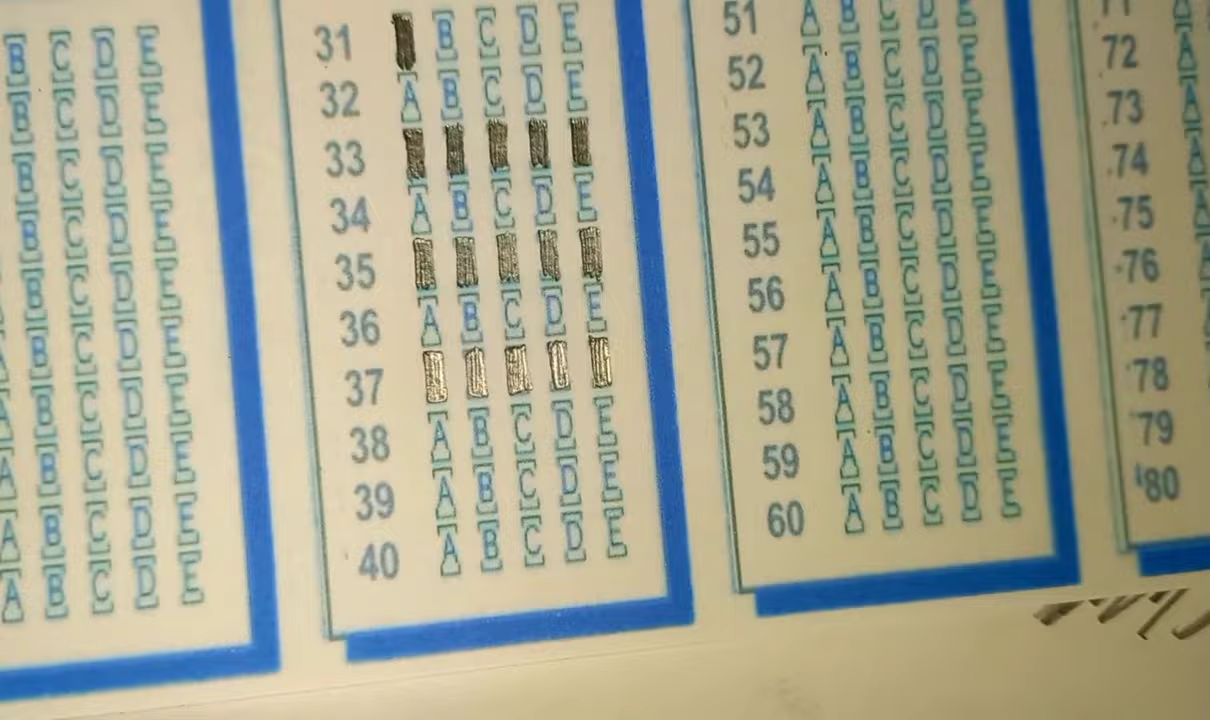 B C D E
B C D E
B C D E
B C D E
B C D E
B C D E
A B C D E
A B C D E
A B C D E
A B C D E
31 B C D E
32 A B C D E
33
34 A B C D E
35
36 A B C D E
37
38 A B C D E
39 A B C D E
40 A B C D E
51 A B C D E
52 A B C D E
53 A B C D E
54 A B C D E
55 A B C D E
56 A B C D E
57 A B C D E
58 A B C D E
59 A B C D E
60 A B C D E
72 A
73 A
74 A
75 A
76
77
78
79
80